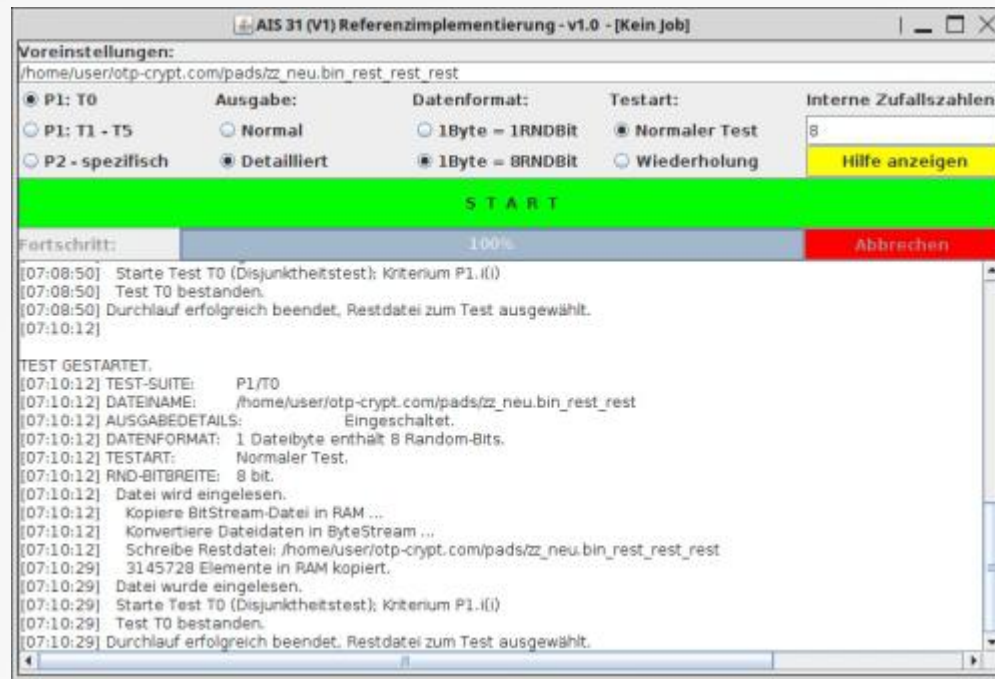 AIS 31 (V1) Referenzimplementierung - v1.0 - [Kein Job]
Voreinstellungen:
/home/user/otp-crypt.com/pads/zz_neu.bin_rest_rest_rest
P1: T0 Ausgabe: Datenformat: Testart: Interne Zufallszahlen
P1: T1 - T5 Normal 1Byte = 1RNDBit Normaler Test 8
P2 - spezifisch Detailliert 1Byte = 8RNDBit Wiederholung Hilfe anzeigen
S T A R T
Fortschritt: 100% Abbrechen
[07:08:50] Starte Test T0 (Disjunktheitstest); Kriterium P1.i(i)
[07:08:50] Test T0 bestanden.
[07:08:50] Durchlauf erfolgreich beendet, Restdatei zum Test ausgewählt.
[07:10:12]
TEST GESTARTET.
[07:10:12] TEST-SUITE: P1/T0
[07:10:12] DATEINAME: /home/user/otp-crypt.com/pads/zz_neu.bin_rest_rest
[07:10:12] AUSGABEDETAILS: Eingeschaltet.
[07:10:12] DATENFORMAT: 1 Dateibyte enthält 8 Random-Bits.
[07:10:12] TESTART: Normaler Test.
[07:10:12] RND-BITBREITE: 8 bit.
[07:10:12] Datei wird eingelesen.
[07:10:12] Kopiere BitStream-Datei in RAM ...
[07:10:12] Konvertiere Dateidaten in ByteStream ...
[07:10:12] Schreibe Restdatei: /home/user/otp-crypt.com/pads/zz_neu.bin_rest_rest_rest
[07:10:29] 3145728 Elemente in RAM kopiert.
[07:10:29] Datei wurde eingelesen.
[07:10:29] Starte Test T0 (Disjunktheitstest); Kriterium P1.i(i)
[07:10:29] Test T0 bestanden.
[07:10:29] Durchlauf erfolgreich beendet, Restdatei zum Test ausgewählt.